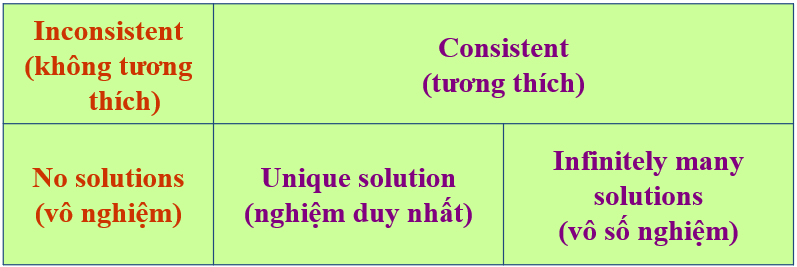 Inconsistent
(không tương
thích)
Consistent
(tương thích)
No solutions
(vô nghiệm)
Unique solution
(nghiệm duy nhất)
Infinitely many
solutions
(vô số nghiệm)